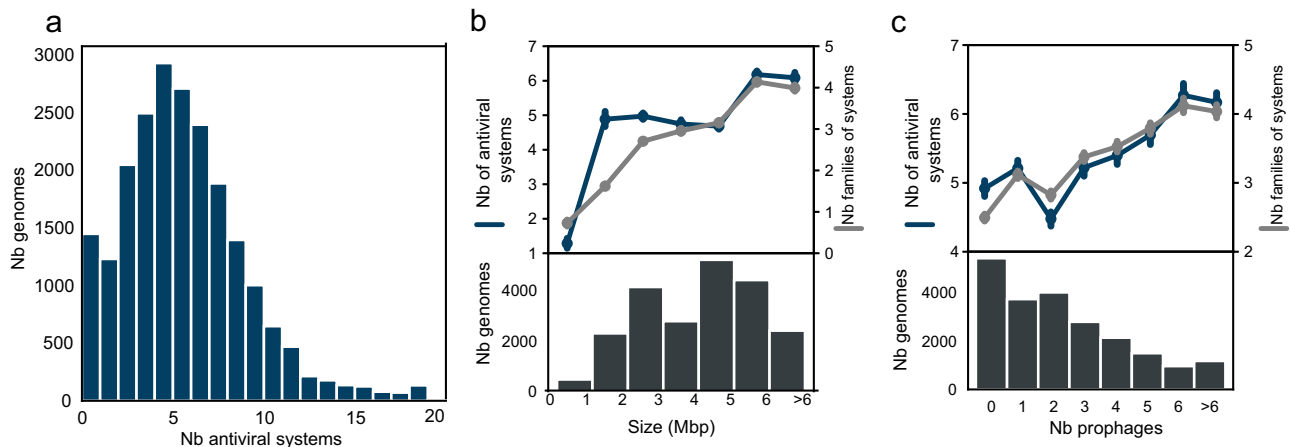 a
3000
2500
2000
1500
1000
500
0
Nb genomes
0 5 10 15 20
Nb antiviral systems
b
7
6
5
4
3
2
1
Nb of antiviral
systems
5
4
3
2
1
0
Nb families of systems
4000
2000
0
Nb genomes
0 1 2 3 4 5 6 >6
Size (Mbp)
c
7
6
5
4
Nb of antiviral
systems
5
4
3
2
Nb families of systems
4000
2000
0
Nb genomes
0 1 2 3 4 5 6 >6
Nb prophages